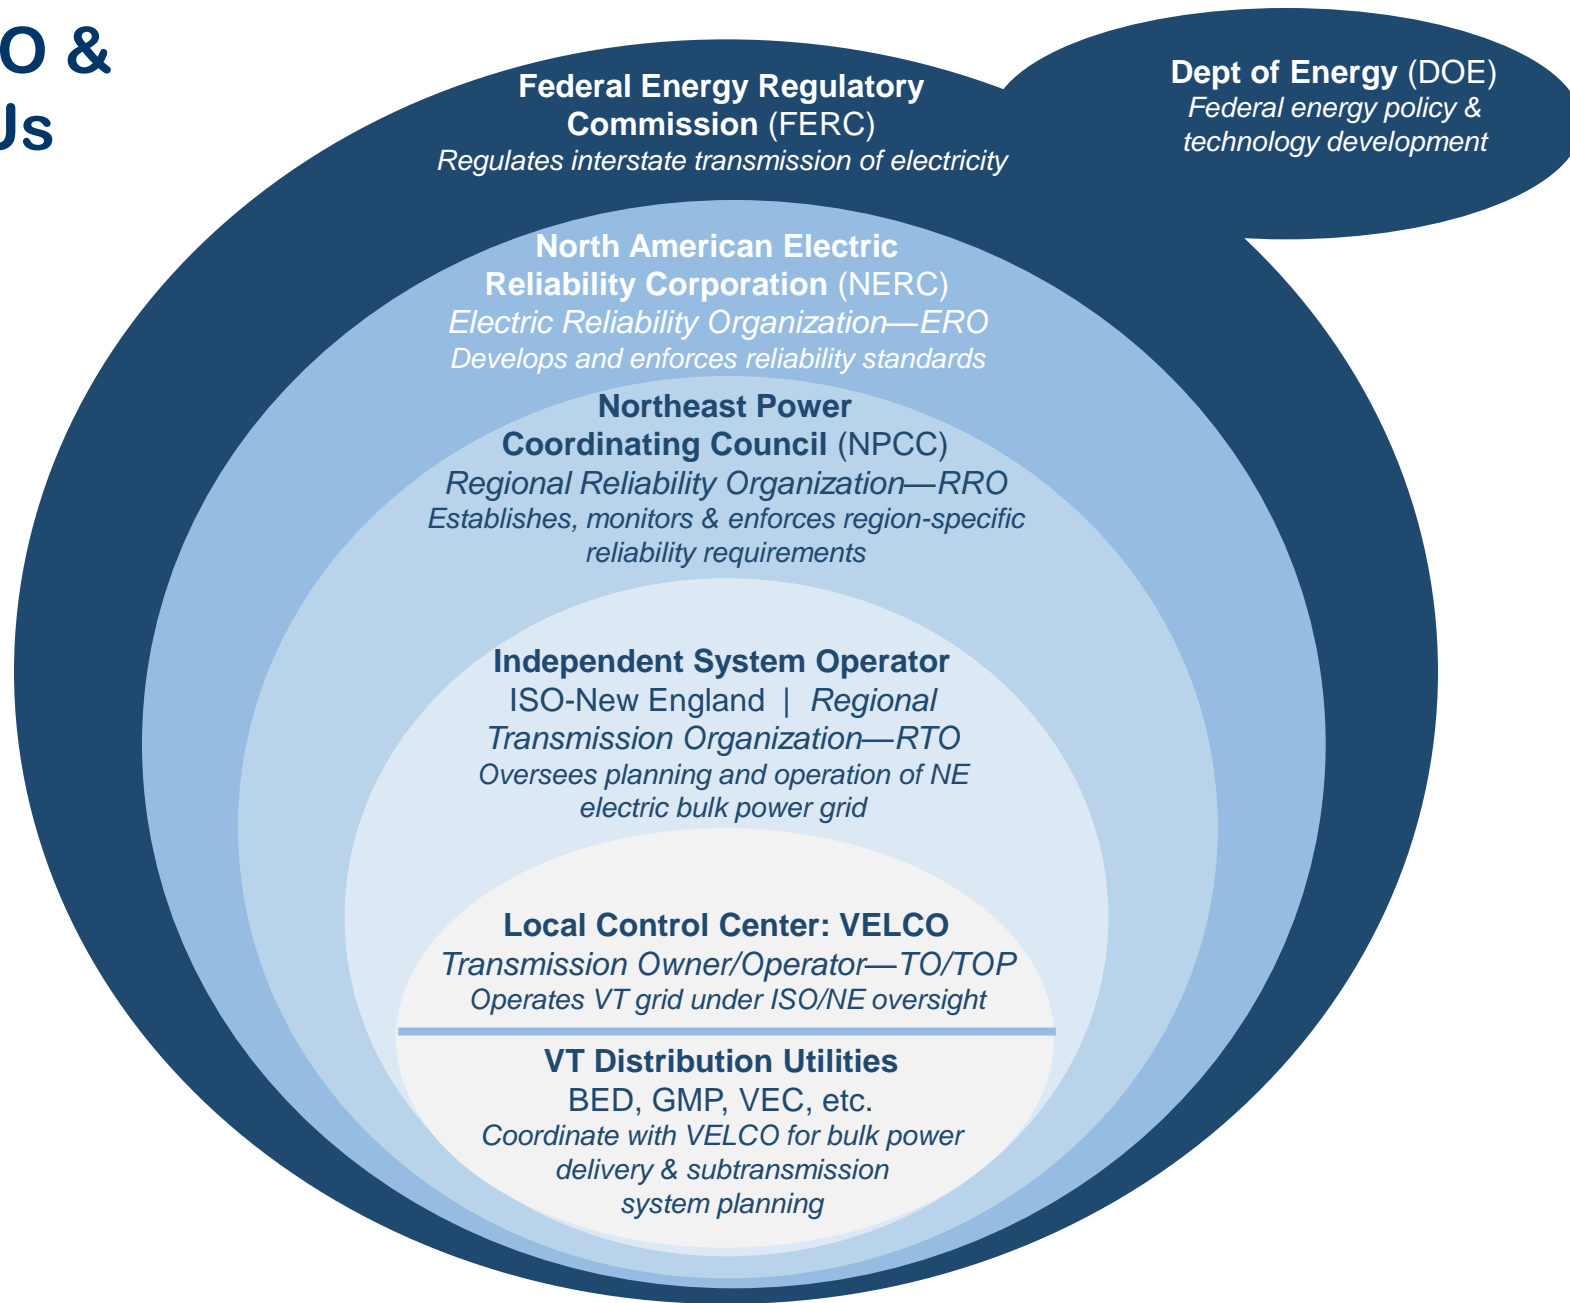 O &
Us
Federal Energy Regulatory
Commission (FERC)
Regulates interstate transmission of electricity
Dept of Energy (DOE)
Federal energy policy &
technology development
North American Electric
Reliability Corporation (NERC)
Electric Reliability Organization—ERO
Develops and enforces reliability standards
Northeast Power
Coordinating Council (NPCC)
Regional Reliability Organization—RRO
Establishes, monitors & enforces region-specific
reliability requirements
Independent System Operator
ISO-New England | Regional
Transmission Organization—RTO
Oversees planning and operation of NE
electric bulk power grid
Local Control Center: VELCO
Transmission Owner/Operator—TO/TOP
Operates VT grid under ISO/NE oversight
VT Distribution Utilities
BED, GMP, VEC, etc.
Coordinate with VELCO for bulk power
delivery & subtransmission
system planning